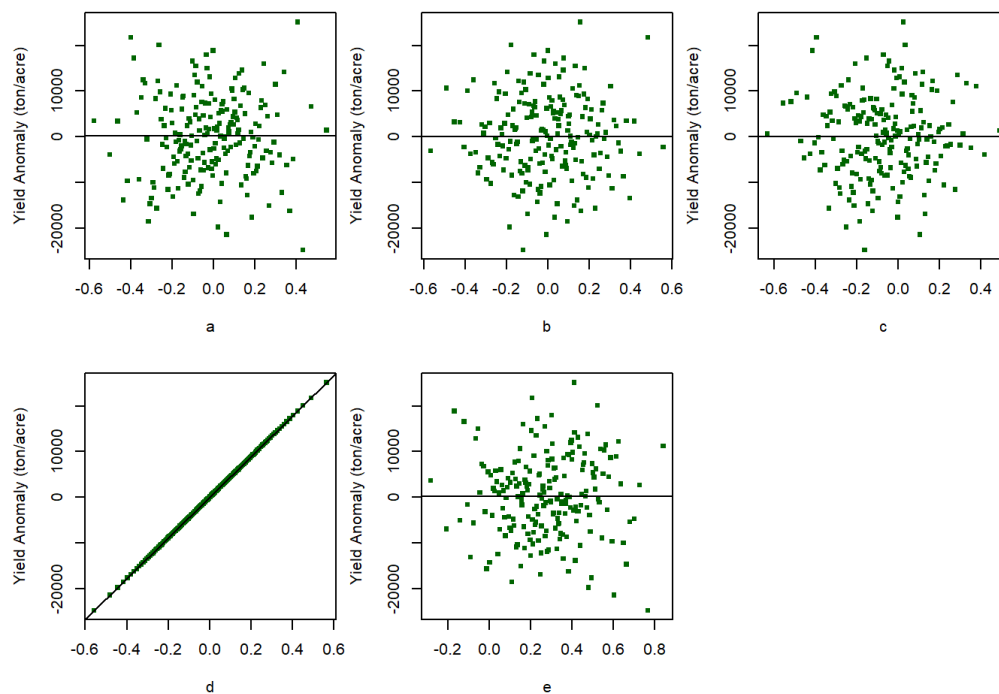 Yield Anomaly (ton/acre)
-20000 0 10000
-0.6 -0.4 -0.2 0.0 0.2 0.4
a
Yield Anomaly (ton/acre)
-20000 0 10000
-0.6 -0.4 -0.2 0.0 0.2 0.4 0.6
b
Yield Anomaly (ton/acre)
-20000 0 10000
-0.6 -0.4 -0.2 0.0 0.2 0.4
c
Yield Anomaly (ton/acre)
-20000 0 10000
-0.6 -0.4 -0.2 0.0 0.2 0.4 0.6
d
Yield Anomaly (ton/acre)
-20000 0 10000
-0.2 0.0 0.2 0.4 0.6 0.8
e